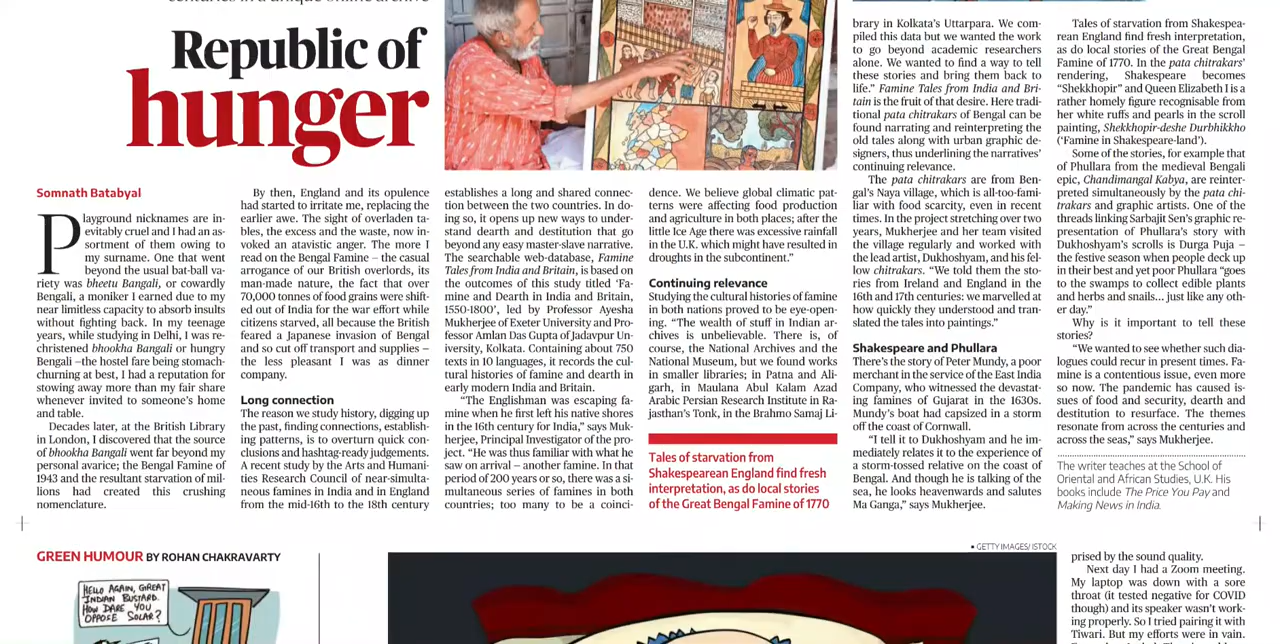 centuries in a unique online archive
Republic of
hunger
Somnath Batabyal
Playground nicknames are in-
evitably cruel and I had an as-
sortment of them owing to
my surname. One that went
beyond the usual bat-ball va-
riety was bheetu Bangali, or cowardly
Bengali, a moniker I earned due to my
near limitless capacity to absorb insults
without fighting back. In my teenage
years, while studying in Delhi, I was re-
christened bhookha Bangali or hungry
Bengali –the hostel fare being stomach-
churning at best, I had a reputation for
stowing away more than my fair share
whenever invited to someone's home
and table.
Decades later, at the British Library
in London, I discovered that the source
of bhookha Bangali went far beyond my
personal avarice; the Bengal Famine of
1943 and the resultant starvation of mil-
lions had created this crushing
nomenclature.
By then, England and its opulence
had started to irritate me, replacing the
earlier awe. The sight of overladen ta-
bles, the excess and the waste, now in-
voked an atavistic anger. The more I
read on the Bengal Famine – the casual
arrogance of our British overlords, its
man-made nature, the fact that over
70,000 tonnes of food grains were shift-
ed out of India for the war effort while
citizens starved, all because the British
feared a Japanese invasion of Bengal
and so cut off transport and supplies –
the less pleasant I was as dinner
company.
Long connection
The reason we study history, digging up
the past, finding connections, establish-
ing patterns, is to overturn quick con-
clusions and hashtag-ready judgements.
A recent study by the Arts and Humani-
ties Research Council of near-simulta-
neous famines in India and in England
from the mid-16th to the 18th century
establishes a long and shared connec-
tion between the two countries. In do-
ing so, it opens up new ways to under-
stand dearth and destitution that go
beyond any easy master-slave narrative.
The searchable web-database, Famine
Tales from India and Britain, is based on
the outcomes of this study titled 'Fa-
mine and Dearth in India and Britain,
1550-1800', led by Professor Ayesha
Mukherjee of Exeter University and Pro-
fessor Amlan Das Gupta of Jadavpur Un-
iversity, Kolkata. Containing about 750
texts in 10 languages, it records the cul-
tural histories of famine and dearth in
early modern India and Britain.
"The Englishman was escaping fa-
mine when he first left his native shores
in the 16th century for India," says Muk-
herjee, Principal Investigator of the pro-
ject. "He was thus familiar with what he
saw on arrival – another famine. In that
period of 200 years or so, there was a si-
multaneous series of famines in both
countries; too many to be a coinci-
dence. We believe global climatic pat-
terns were affecting food production
and agriculture in both places; after the
little Ice Age there was excessive rainfall
in the U.K. which might have resulted in
droughts in the subcontinent."
Continuing relevance
Studying the cultural histories of famine
in both nations proved to be eye-open-
ing. "The wealth of stuff in Indian ar-
chives is unbelievable. There is, of
course, the National Archives and the
National Museum, but we found works
in smaller libraries; in Patna and Ali-
garh, in Maulana Abul Kalam Azad
Arabic Persian Research Institute in Ra-
jasthan's Tonk, in the Brahmo Samaj Li-
Tales of starvation from
Shakespearean England find fresh
interpretation, as do local stories
of the Great Bengal Famine of 1770
brary in Kolkata's Uttarpara. We com-
piled this data but we wanted the work
to go beyond academic researchers
alone. We wanted to find a way to tell
these stories and bring them back to
life." Famine Tales from India and Bri-
tain is the fruit of that desire. Here tradi-
tional pata chitrakars of Bengal can be
found narrating and reinterpreting the
old tales along with urban graphic de-
signers, thus underlining the narratives'
continuing relevance.
The pata chitrakars are from Ben-
gal's Naya village, which is all-too-fami-
liar with food scarcity, even in recent
times. In the project stretching over two
years, Mukherjee and her team visited
the village regularly and worked with
the lead artist, Dukhoshyam, and his fel-
low chitrakars. "We told them the sto-
ries from Ireland and England in the
16th and 17th centuries: we marvelled at
how quickly they understood and tran-
slated the tales into paintings."
Shakespeare and Phullara
There's the story of Peter Mundy, a poor
merchant in the service of the East India
Company, who witnessed the devastat-
ing famines of Gujarat in the 1630s.
Mundy's boat had capsized in a storm
off the coast of Cornwall.
"I tell it to Dukhoshyam and he im-
mediately relates it to the experience of
a storm-tossed relative on the coast of
Bengal. And though he is talking of the
sea, he looks heavenwards and salutes
Ma Ganga," says Mukherjee.
Tales of starvation from Shakespea-
rean England find fresh interpretation,
as do local stories of the Great Bengal
Famine of 1770. In the pata chitrakars'
rendering, Shakespeare becomes
"Shekkhopir" and Queen Elizabeth I is a
rather homely figure recognisable from
her white ruffs and pearls in the scroll
painting, Shekkhopir-deshe Durbhikkho
('Famine in Shakespeare-land').
Some of the stories, for example that
of Phullara from the medieval Bengali
epic, Chandimangal Kabya, are reinter-
preted simultaneously by the pata chi-
trakars and graphic artists. One of the
threads linking Sarbajit Sen's graphic re-
presentation of Phullara's story with
Dukhoshyam's scrolls is Durga Puja –
the festive season when people deck up
in their best and yet poor Phullara "goes
to the swamps to collect edible plants
and herbs and snails... just like any oth-
er day."
Why is it important to tell these
stories?
"We wanted to see whether such dia-
logues could recur in present times. Fa-
mine is a contentious issue, even more
so now. The pandemic has caused is-
sues of food and security, dearth and
destitution to resurface. The themes
resonate from across the centuries and
across the seas," says Mukherjee.
The writer teaches at the School of
Oriental and African Studies, U.K. His
books include The Price You Pay and
Making News in India.
GREEN HUMOUR BY ROHAN CHAKRAVARTY
HELLO AGAIN, GREAT
INDIAN BUSTARD.
HOW DARE YOU
OPPOSE SOLAR?
• GETTY IMAGES/ ISTOCK
prised by the sound quality.
Next day I had a Zoom meeting.
My laptop was down with a sore
throat (it tested negative for COVID
though) and its speaker wasn't work-
ing properly. So I tried pairing it with
Tiwari. But my efforts were in vain.